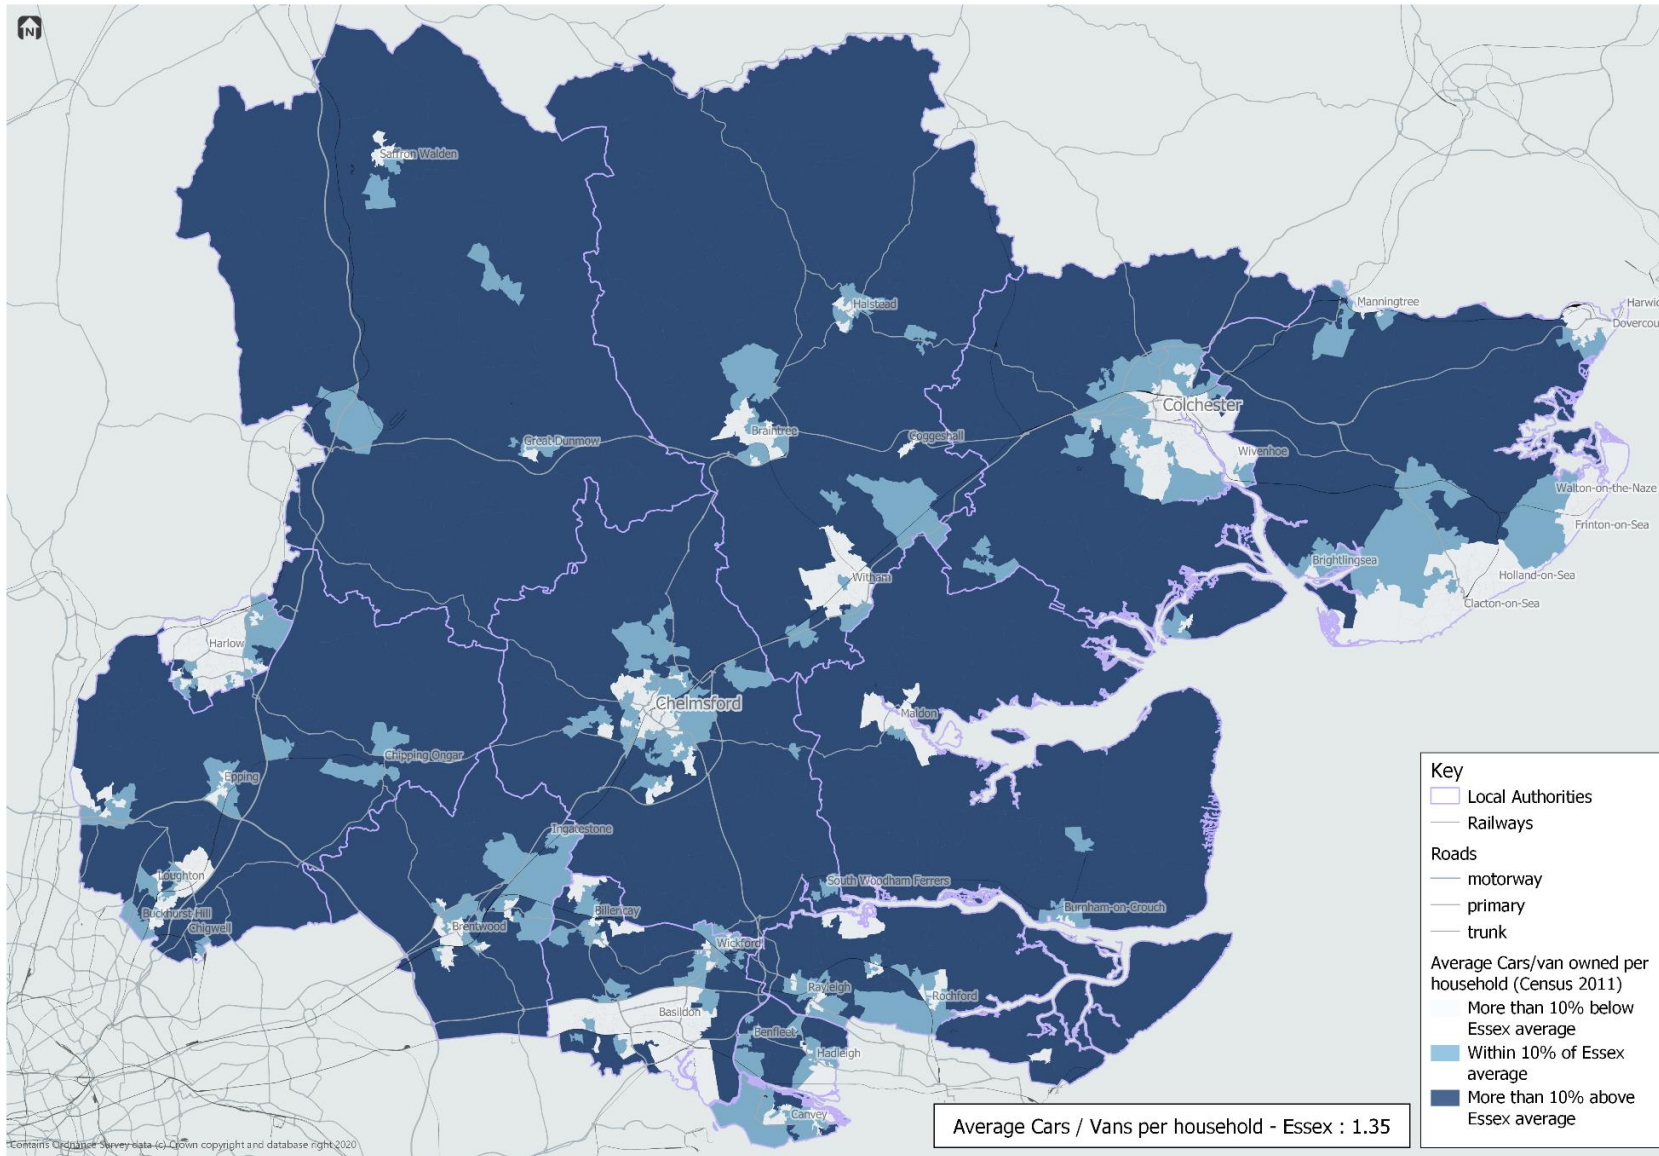 N
Saffron Walden
Halstead
Manningtree
Harwic
Dovercou
Colchester
Great Dunmow
Braintree
Coggeshall
Wivenhoe
Walton-on-the-Naze
Frinton-on-Sea
Brightlingsea
Holland-on-Sea
Witham
Clacton-on-Sea
Harlow
Chelmsford
Maldon
Chipping Ongar
Epping
Ingatestone
Loughton
South Woodham Ferrers
Buckhurst Hill
Billericay
Burnham-on-Crouch
Chigwell
Brentwood
Wickford
Rayleigh
Rochford
Basildon
Benfleet
Hadleigh
Canvey
Key
Local Authorities
Railways
Roads
motorway
primary
trunk
Average Cars/van owned per
household (Census 2011)
More than 10% below
Essex average
Within 10% of Essex
average
More than 10% above
Essex average
Average Cars / Vans per household - Essex : 1.35
Contains Ordnance Survey data (c) Crown copyright and database right 2020